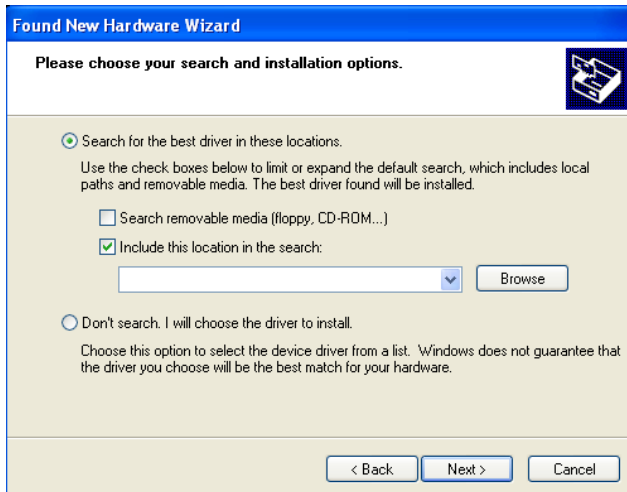 Found New Hardware Wizard
Please choose your search and installation options.
Search for the best driver in these locations.
Use the check boxes below to limit or expand the default search, which includes local
paths and removable media. The best driver found will be installed.
Search removable media (floppy, CD-ROM...)
Include this location in the search:
Browse
Don't search. I will choose the driver to install.
Choose this option to select the device driver from a list. Windows does not guarantee that
the driver you choose will be the best match for your hardware.
< Back Next > Cancel